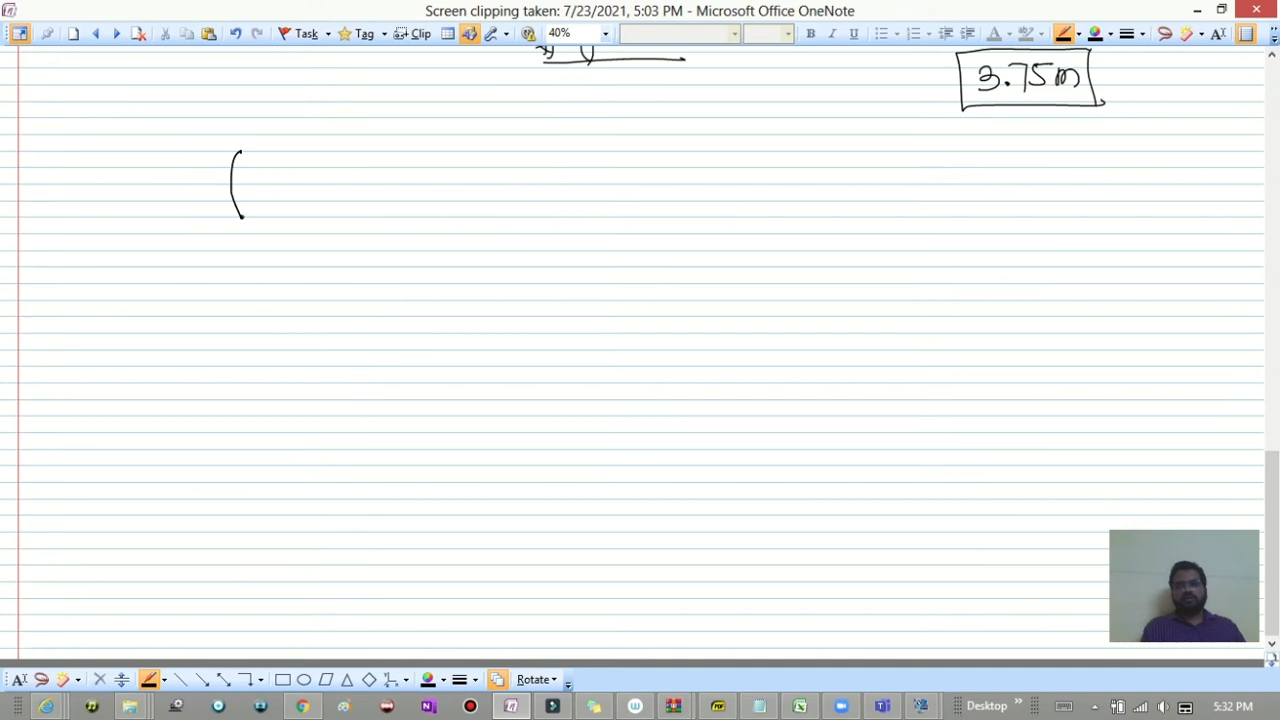 Screen clipping taken: 7/23/2021, 5:03 PM - Microsoft Office OneNote
Task Tag Clip 40% B I U
3.75m
(
Rotate
Desktop 5:32 PM